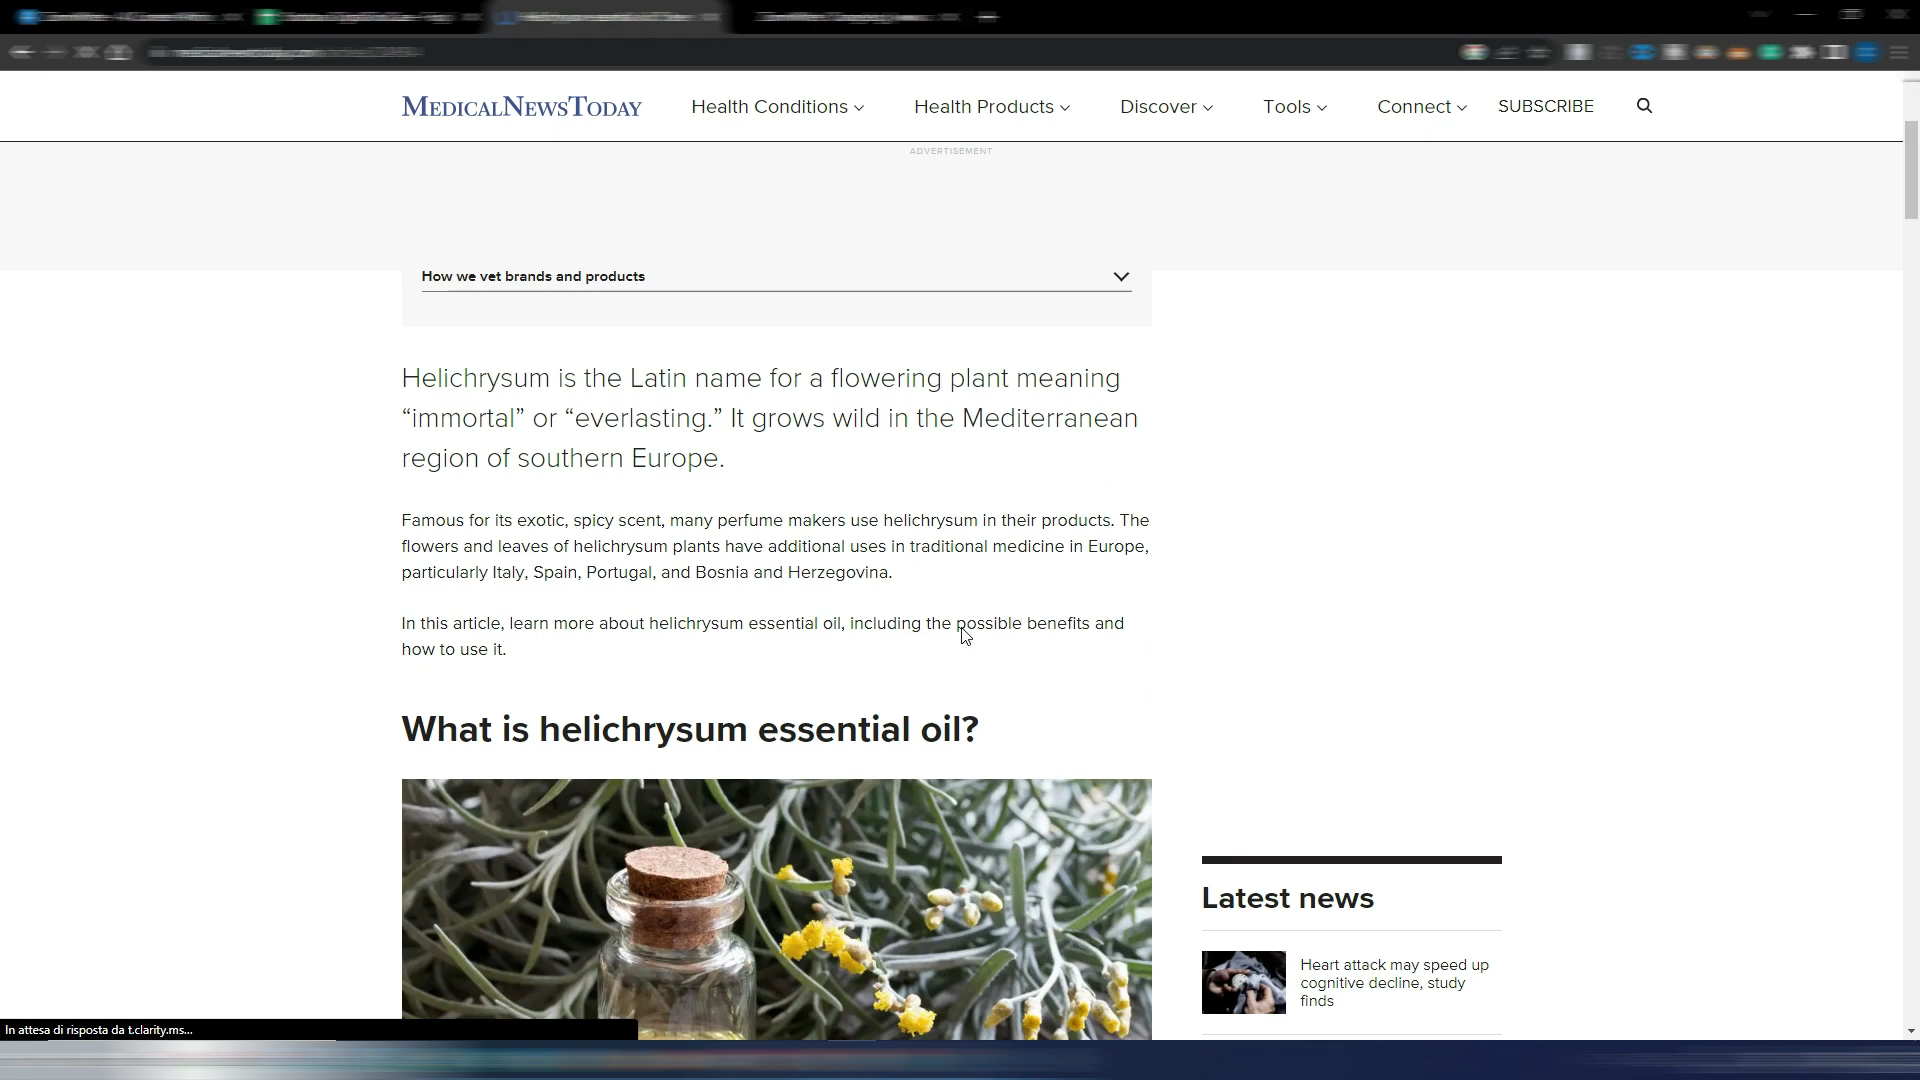 MEDICALNEWSTODAY
Health Conditions
Health Products
Discover
Tools
Connect
SUBSCRIBE
ADVERTISEMENT
How we vet brands and products
Helichrysum is the Latin name for a flowering plant meaning
“immortal” or “everlasting.” It grows wild in the Mediterranean
region of southern Europe.
Famous for its exotic, spicy scent, many perfume makers use helichrysum in their products. The
flowers and leaves of helichrysum plants have additional uses in traditional medicine in Europe,
particularly Italy, Spain, Portugal, and Bosnia and Herzegovina.
In this article, learn more about helichrysum essential oil, including the possible benefits and
how to use it.
What is helichrysum essential oil?
Latest news
Heart attack may speed up
cognitive decline, study
finds
In attesa di risposta da t.clarity.ms...